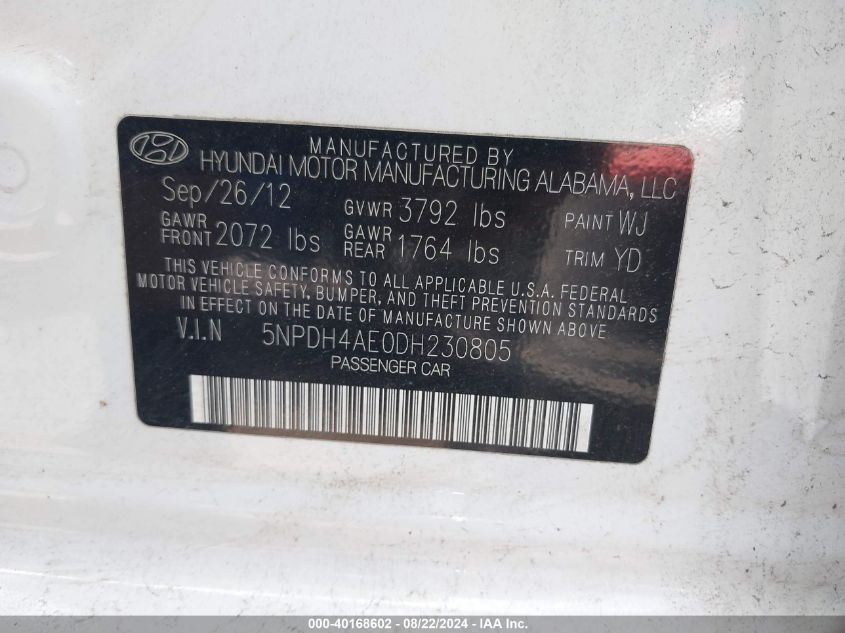 MANUFACTURED BY
HYUNDAI MOTOR MANUFACTURING ALABAMA, LLC
Sep/26/12 GVWR 3792 lbs PAINT WJ
GAWR FRONT 2072 lbs GAWR REAR 1764 lbs TRIM YD
THIS VEHICLE CONFORMS TO ALL APPLICABLE U.S.A. FEDERAL
MOTOR VEHICLE SAFETY, BUMPER, AND THEFT PREVENTION STANDARDS
IN EFFECT ON THE DATE OF MANUFACTURE SHOWN ABOVE.
V.I.N 5NPDH4AE0DH230805
PASSENGER CAR
000-40168602 - 08/22/2024 - IAA Inc.